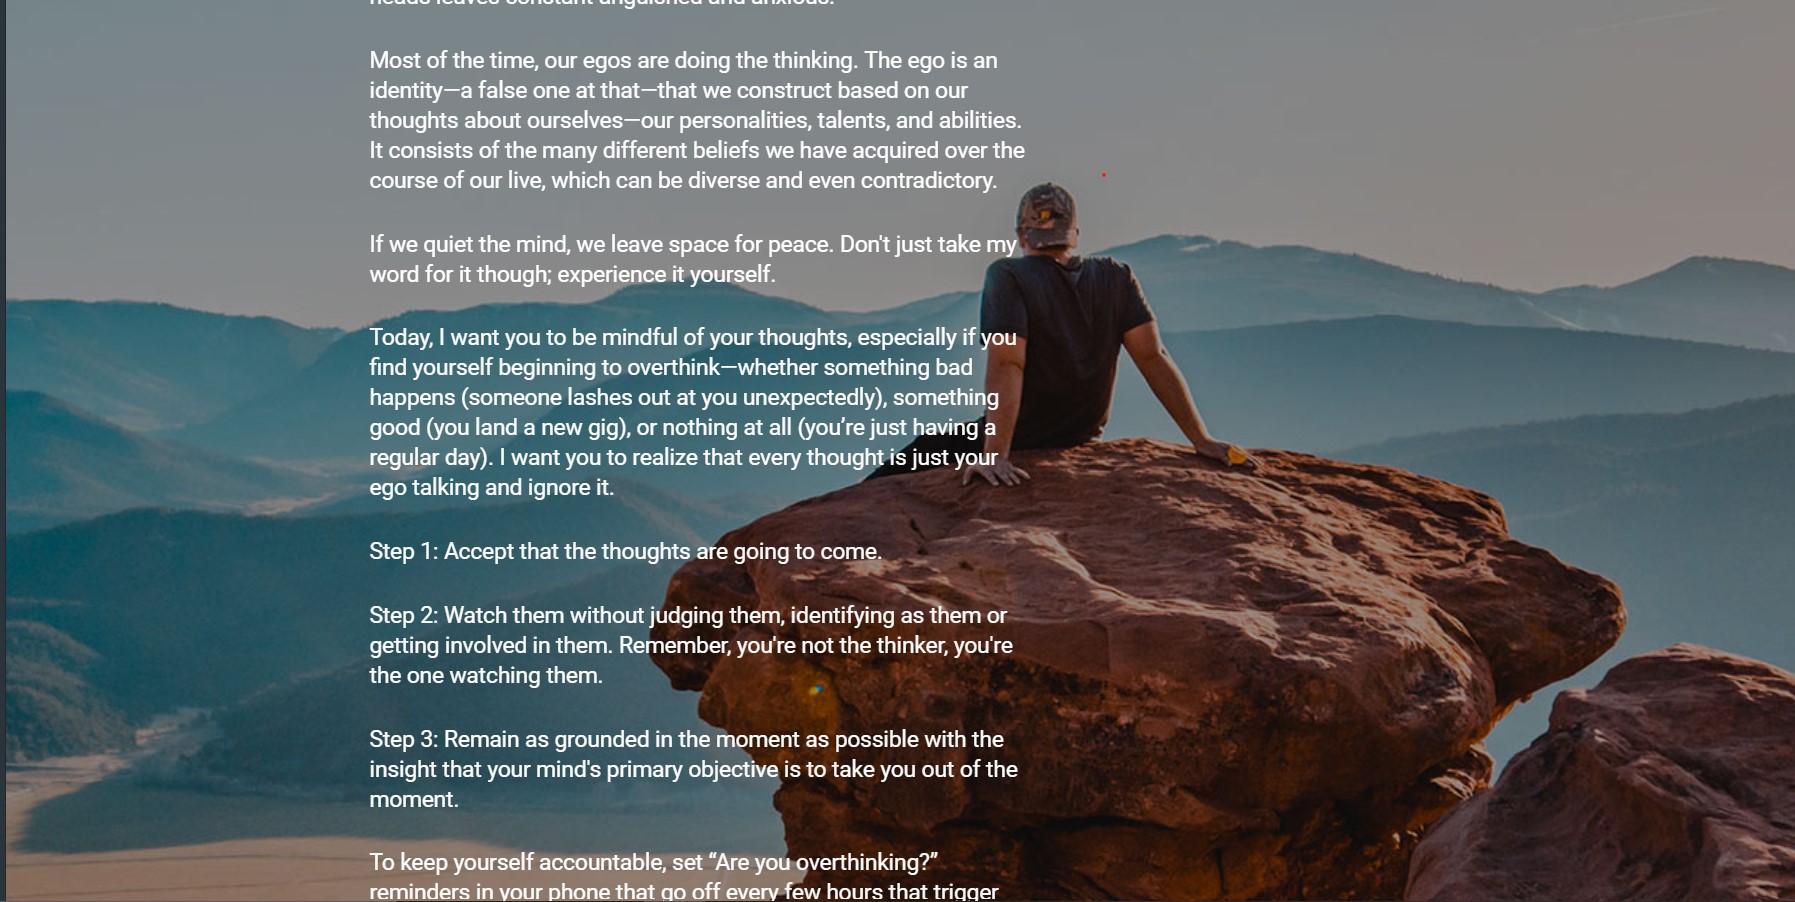 heads leaves constant anguished and anxious.
Most of the time, our egos are doing the thinking. The ego is an
identity—a false one at that—that we construct based on our
thoughts about ourselves—our personalities, talents, and abilities.
It consists of the many different beliefs we have acquired over the
course of our live, which can be diverse and even contradictory.
If we quiet the mind, we leave space for peace. Don't just take my
word for it though; experience it yourself.
Today, I want you to be mindful of your thoughts, especially if you
find yourself beginning to overthink—whether something bad
happens (someone lashes out at you unexpectedly), something
good (you land a new gig), or nothing at all (you’re just having a
regular day). I want you to realize that every thought is just your
ego talking and ignore it.
Step 1: Accept that the thoughts are going to come.
Step 2: Watch them without judging them, identifying as them or
getting involved in them. Remember, you're not the thinker, you're
the one watching them.
Step 3: Remain as grounded in the moment as possible with the
insight that your mind's primary objective is to take you out of the
moment.
To keep yourself accountable, set “Are you overthinking?”
reminders in your phone that go off every few hours that trigger